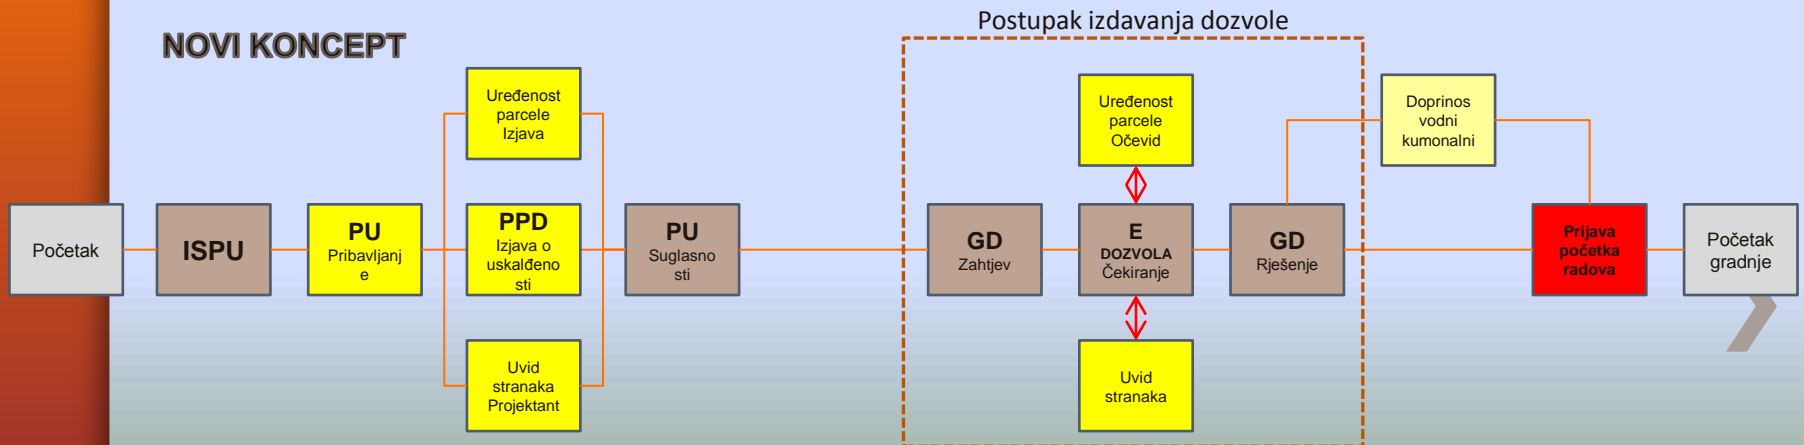 Postupak izdavanja dozvole
NOVI KONCEPT
Uređenost
parcele
Izjava
Uređenost
parcele
Očevid
Doprinos
vodni
kumonalni
Početak
ISPU
PU
Pribavljanj
e
PPD
Izjava o
uskalđeno
sti
PU
Suglasno
sti
GD
Zahtjev
E
DOZVOLA
Čekiranje
GD
Rješenje
Prijava
početka
radova
Početak
gradnje
Uvid
stranaka
Projektant
Uvid
stranaka